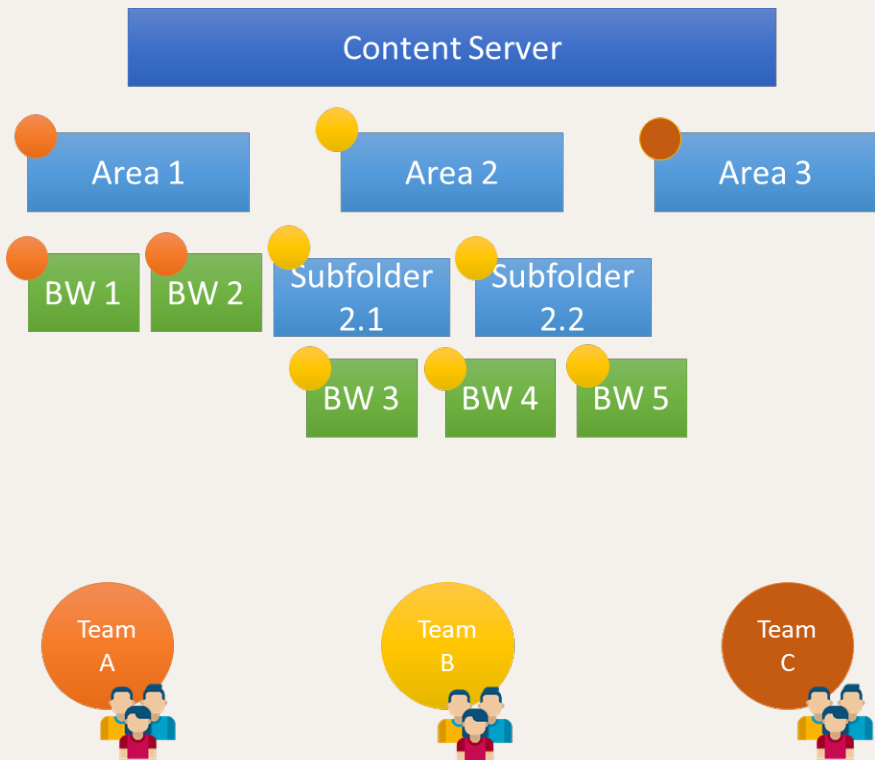 Content Server
Area 1
Area 2
Area 3
BW 1
BW 2
Subfolder
2.1
Subfolder
2.2
BW 3
BW 4
BW 5
Team
A
Team
B
Team
C